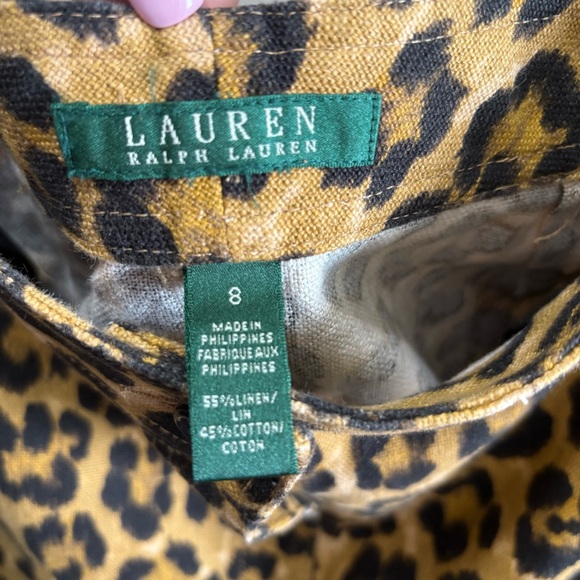 LAUREN
RALPH LAUREN
8
MADE IN
PHILIPPINES
FABRIQUE AUX
PHILIPPINES
55% LINEN/
LIN
45% COTTON/
COTON